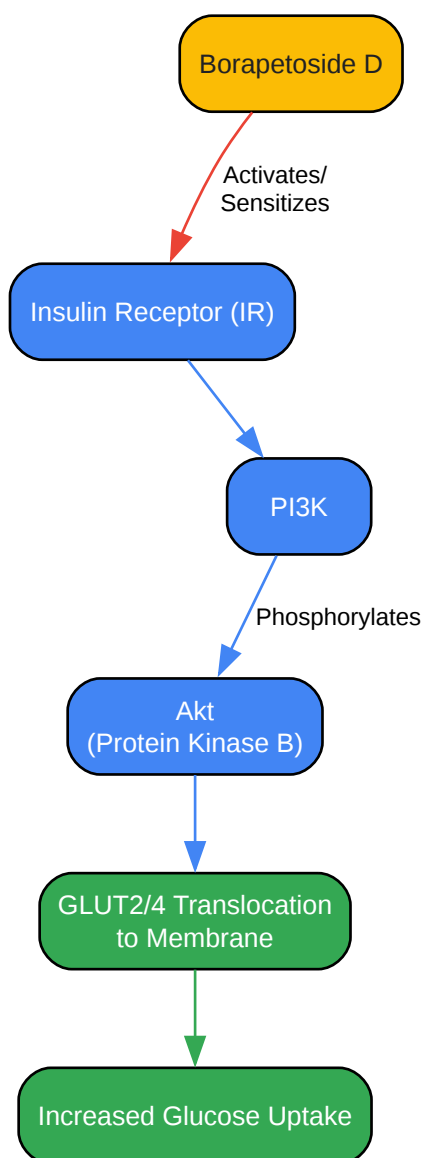 Borapetoside D
Activates/
Sensitizes
Insulin Receptor (IR)
PI3K
Phosphorylates
Akt
(Protein Kinase B)
GLUT2/4 Translocation
to Membrane
Increased Glucose Uptake